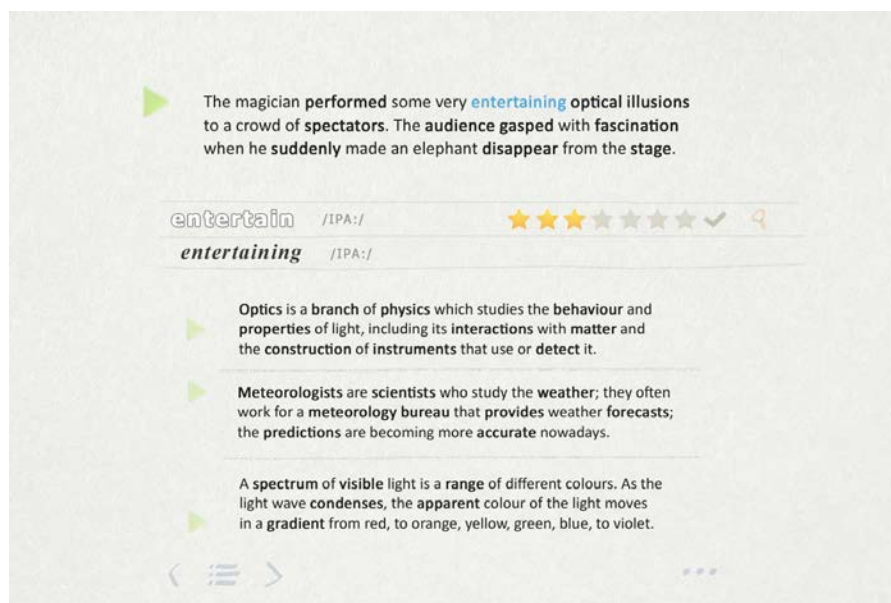 The magician performed some very entertaining optical illusions
to a crowd of spectators. The audience gasped with fascination
when he suddenly made an elephant disappear from the stage.
entertain /IPA:/ 9
entertaining /IPA:/
Optics is a branch of physics which studies the behaviour and
properties of light, including its interactions with matter and
the construction of instruments that use or detect it.
Meteorologists are scientists who study the weather; they often
work for a meteorology bureau that provides weather forecasts;
the predictions are becoming more accurate nowadays.
A spectrum of visible light is a range of different colours. As the
light wave condenses, the apparent colour of the light moves
in a gradient from red, to orange, yellow, green, blue, to violet.